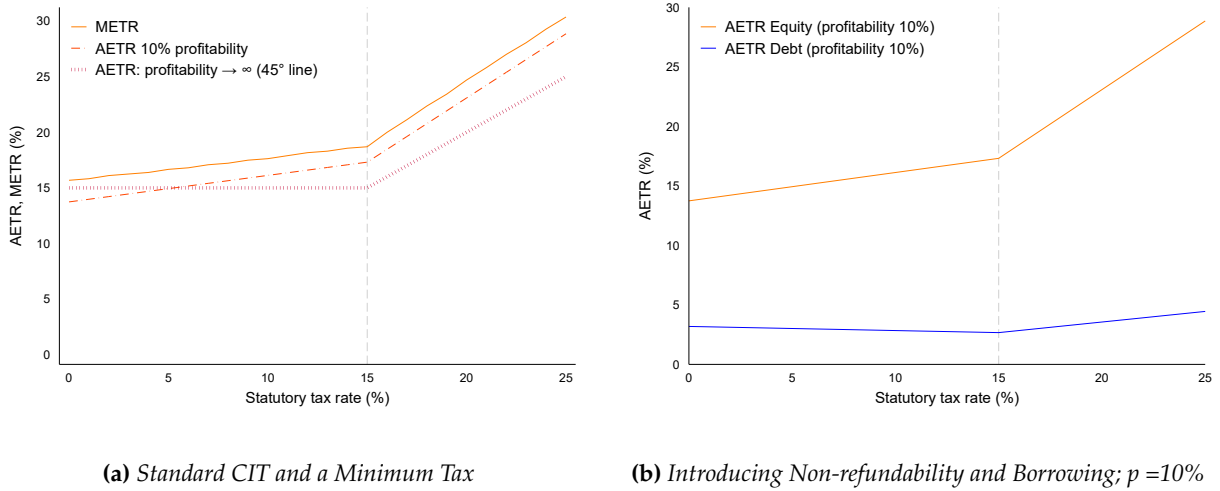 METR
AETR 10% profitability
AETR: profitability → ∞ (45° line)
AETR, METR (%)
30
25
20
15
10
5
0
0 5 10 15 20 25
Statutory tax rate (%)
(a) Standard CIT and a Minimum Tax
AETR Equity (profitability 10%)
AETR Debt (profitability 10%)
AETR (%)
30
25
20
15
10
5
0
0 5 10 15 20 25
Statutory tax rate (%)
(b) Introducing Non-refundability and Borrowing; p =10%